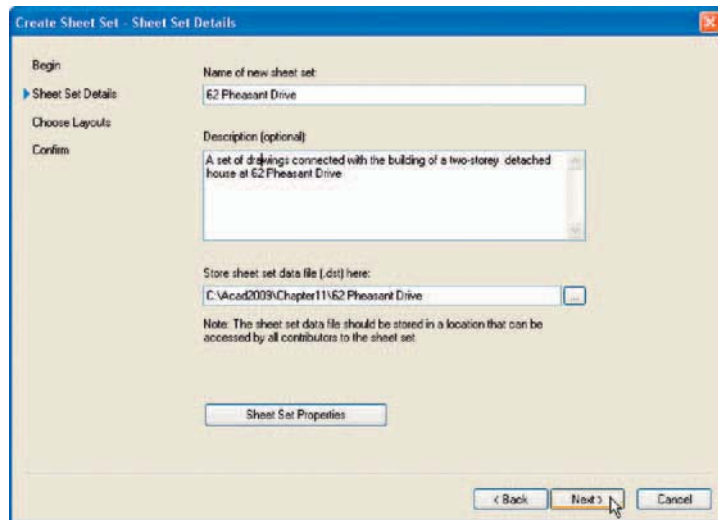 Create Sheet Set - Sheet Set Details
Begin
Sheet Set Details
Choose Layouts
Confirm
Name of new sheet set:
62 Pheasant Drive
Description (optional):
A set of drawings connected with the building of a two-storey detached
house at 62 Pheasant Drive
Store sheet set data file (.dst) here:
C:\Acad2009\Chapter11\62 Pheasant Drive
...
Note: The sheet set data file should be stored in a location that can be
accessed by all contributors to the sheet set.
Sheet Set Properties
< Back
Next >
Cancel